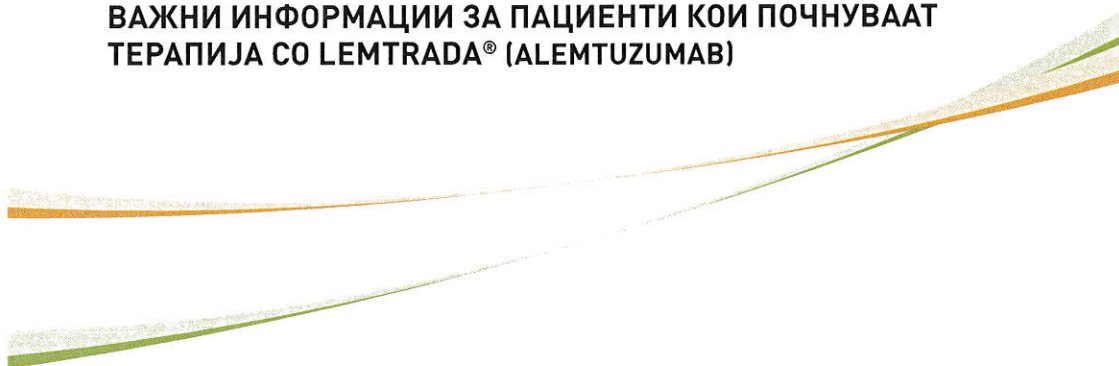 ВАЖНИ ИНФОРМАЦИИ ЗА ПАЦИЕНТИ КОИ ПОЧНУВААТ
ТЕРАПИЈА СО LEMTRADA® (ALEMTUZUMAB)